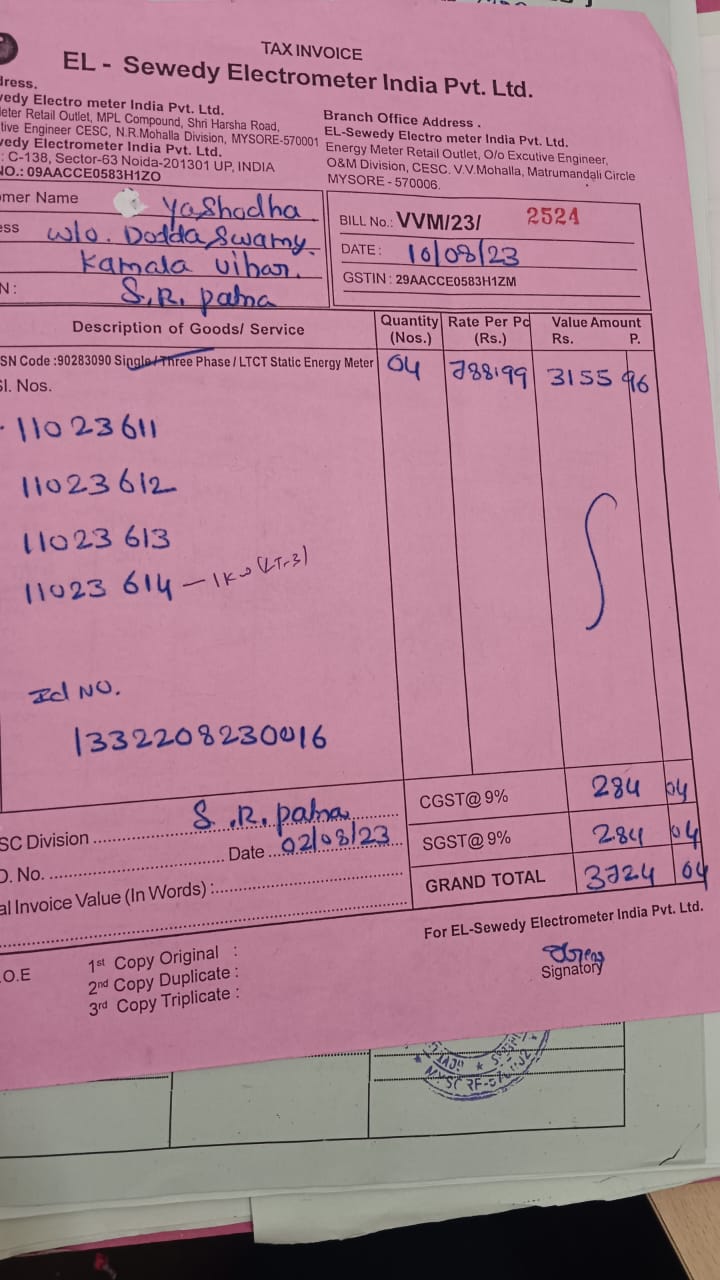 TAX INVOICE
EL - Sewedy Electrometer India Pvt. Ltd.
dress.
vedy Electro meter India Pvt. Ltd.
leter Retail Outlet, MPL Compound, Shri Harsha Road,
tive Engineer CESC, N.R.Mohalla Division, MYSORE-570001
vedy Electrometer India Pvt. Ltd.
: C-138, Sector-63 Noida-201301 UP, INDIA
NO.: 09AACCE0583H1ZO
Branch Office Address .
EL-Sewedy Electro meter India Pvt. Ltd.
Energy Meter Retail Outlet, O/o Excutive Engineer,
O&M Division, CESC. V.V.Mohalla, Matrumandali Circle
MYSORE - 570006.
omer Name Yashodha
ess w/o. Dodda Swamy.
Kamala Vihar.
N: S.R. patna
BILL No.: VVM/23/ 2524
DATE: 10/08/23
GSTIN : 29AACCE0583H1ZM
Description of Goods/ Service Quantity (Nos.) Rate Per Pc (Rs.) Value Amount Rs. P.
SN Code :90283090 Single / Three Phase / LTCT Static Energy Meter 04 788.99 3155 96
Sl. Nos.
11023611
11023612
11023613
11023 614 - 1KW (LT-3)
Id NO.
1332208230016
SC Division S.R. patna
CGST@ 9% 284 04
Date 02/08/23
SGST@ 9% 284 04
O. No.
GRAND TOTAL 3724 04
al Invoice Value (In Words) :
For EL-Sewedy Electrometer India Pvt. Ltd.
.O.E
1st Copy Original :
2nd Copy Duplicate :
3rd Copy Triplicate :
Signatory